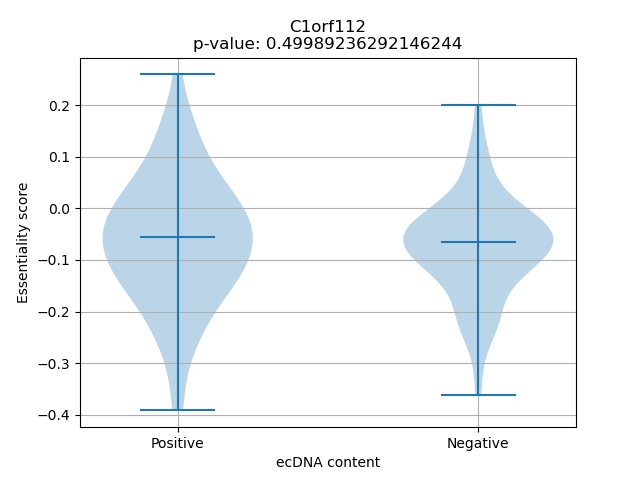 C1orf112
p-value: 0.49989236292146244
Essentiality score
0.2
0.1
0.0
−0.1
−0.2
−0.3
−0.4
Positive
Negative
ecDNA content